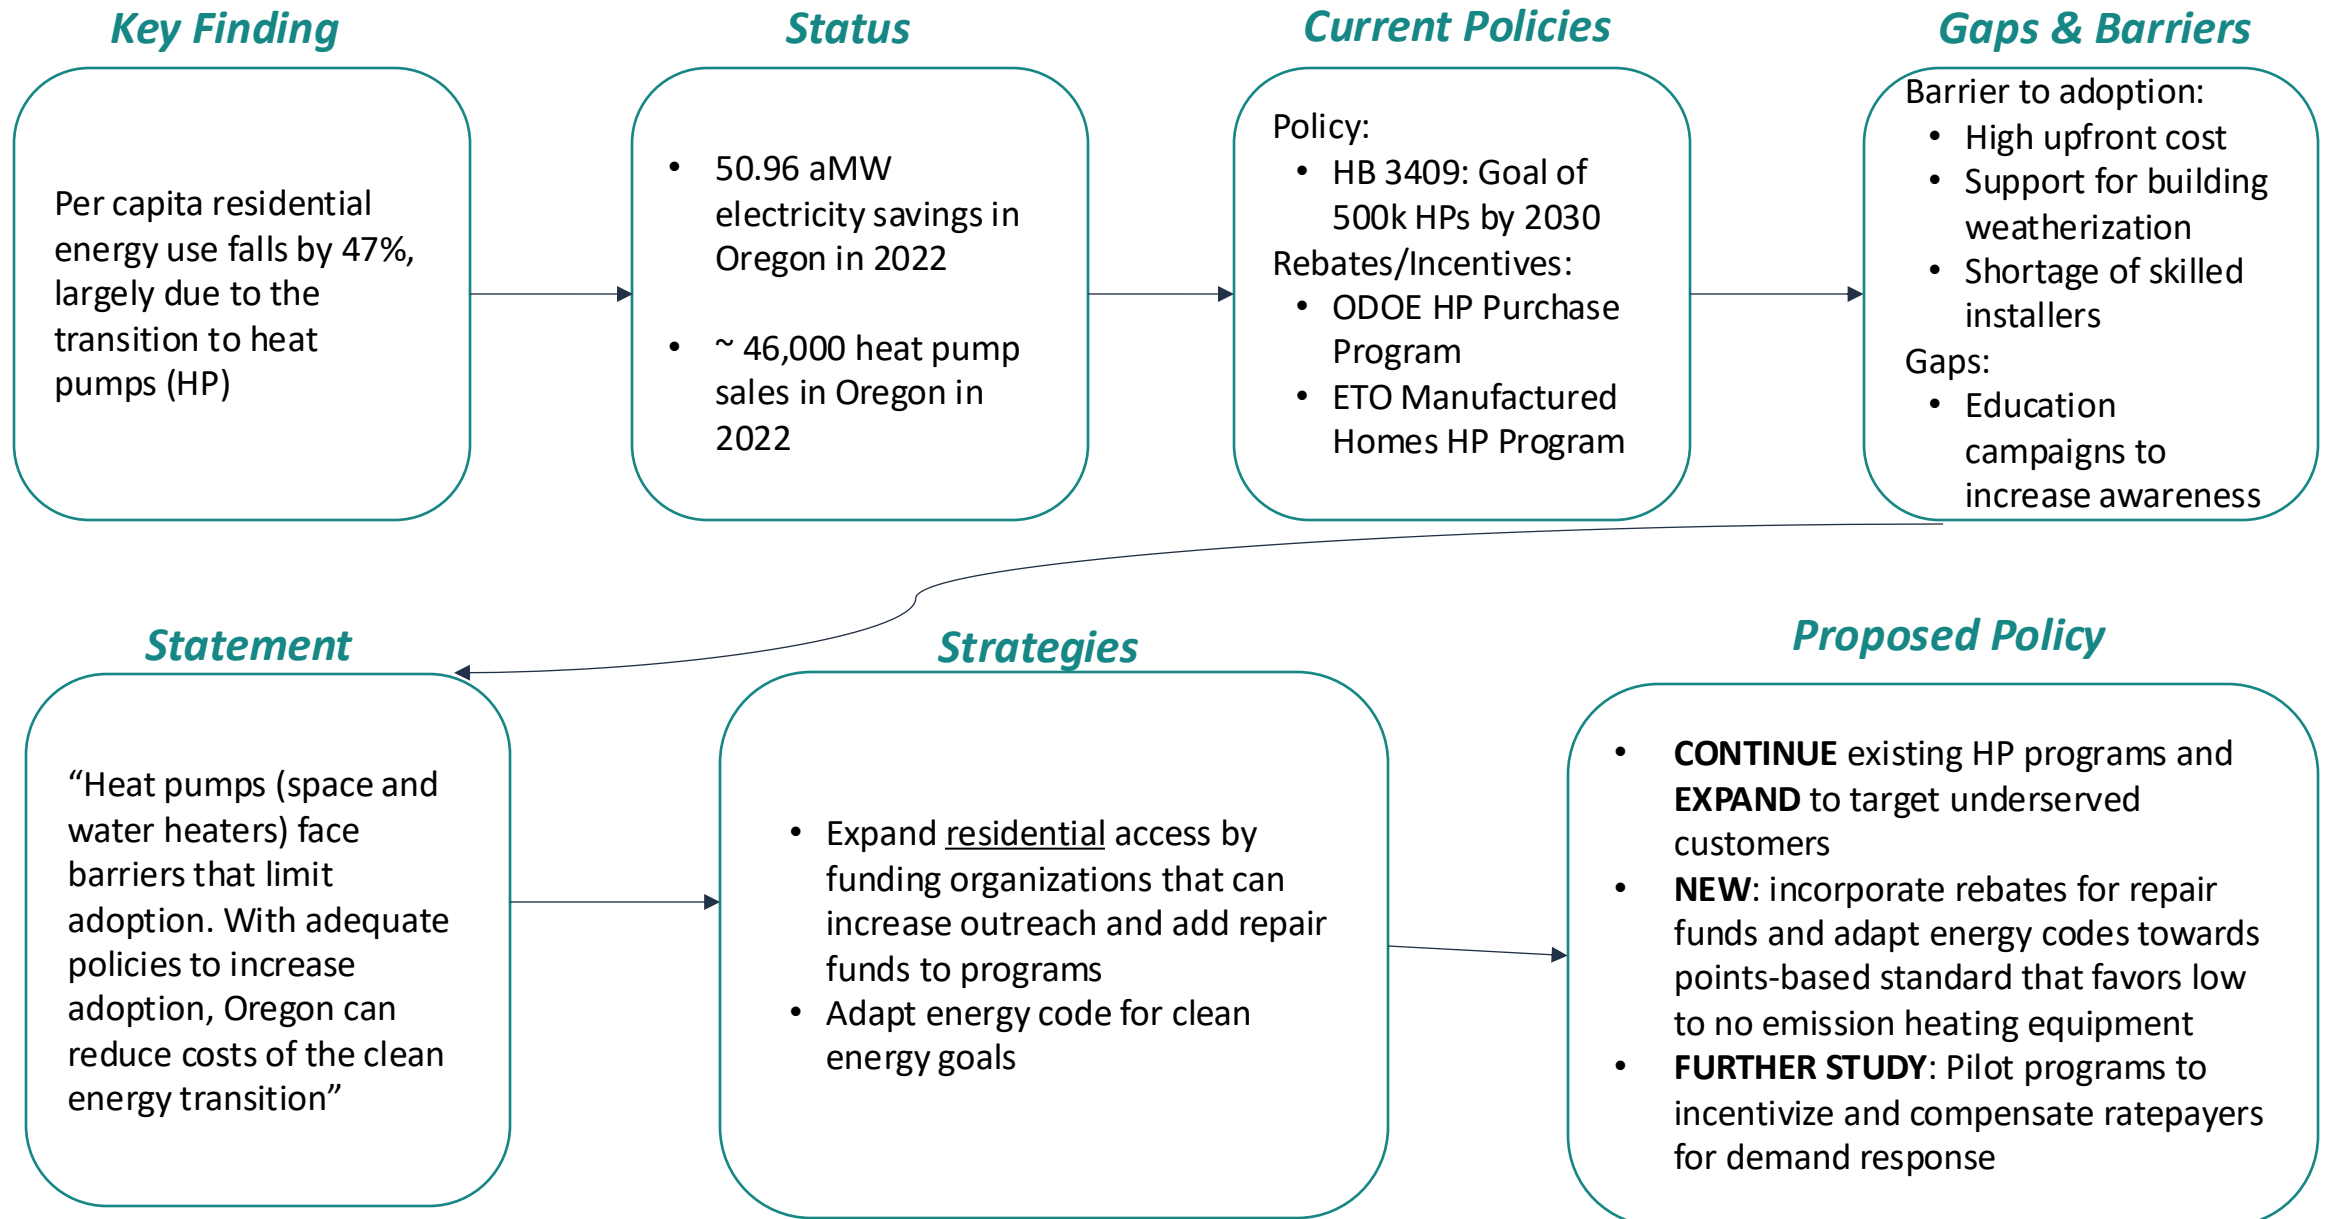 Key Finding
Per capita residential
energy use falls by 47%,
largely due to the
transition to heat
pumps (HP)
Status
• 50.96 aMW
electricity savings in
Oregon in 2022
• ~ 46,000 heat pump
sales in Oregon in
2022
Current Policies
Policy:
• HB 3409: Goal of
500k HPs by 2030
Rebates/Incentives:
• ODOE HP Purchase
Program
• ETO Manufactured
Homes HP Program
Gaps & Barriers
Barrier to adoption:
• High upfront cost
• Support for building
weatherization
• Shortage of skilled
installers
Gaps:
• Education
campaigns to
increase awareness
Statement
“Heat pumps (space and
water heaters) face
barriers that limit
adoption. With adequate
policies to increase
adoption, Oregon can
reduce costs of the clean
energy transition”
Strategies
• Expand residential access by
funding organizations that can
increase outreach and add repair
funds to programs
• Adapt energy code for clean
energy goals
Proposed Policy
• CONTINUE existing HP programs and
EXPAND to target underserved
customers
• NEW: incorporate rebates for repair
funds and adapt energy codes towards
points-based standard that favors low
to no emission heating equipment
• FURTHER STUDY: Pilot programs to
incentivize and compensate ratepayers
for demand response